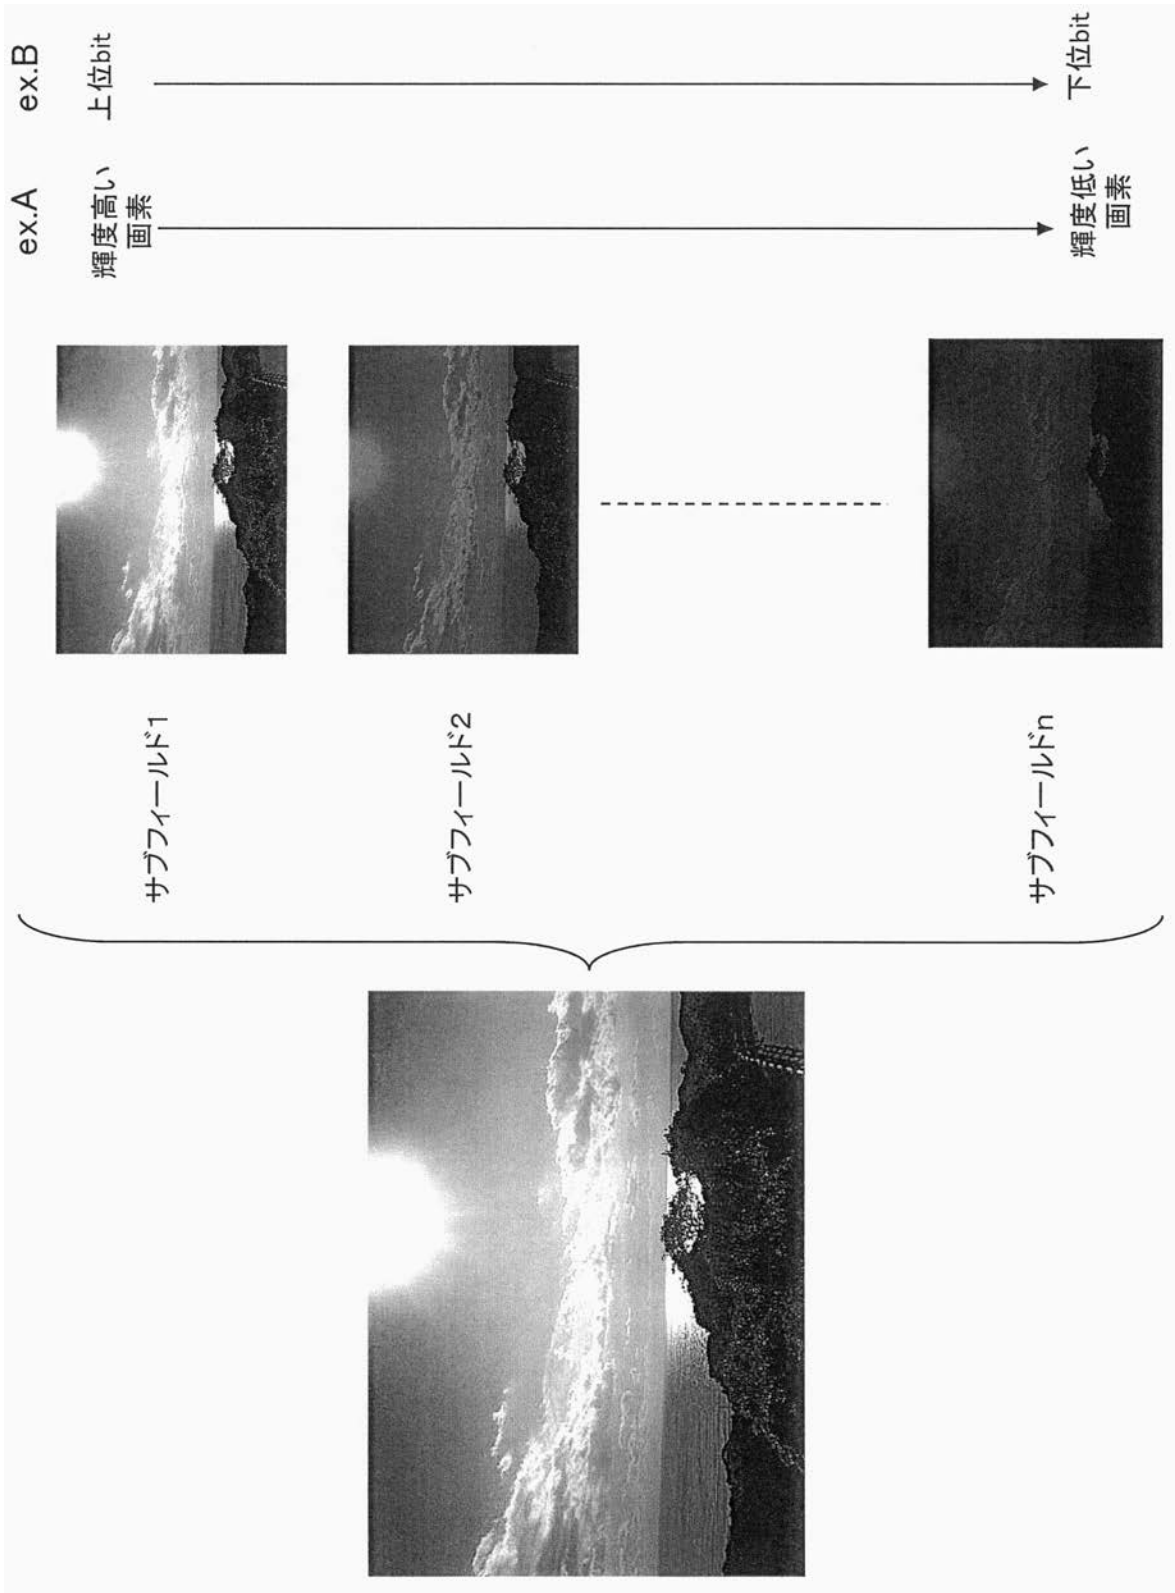 ex.A
ex.B
サブフィールド1
輝度高い
画素
上位bit
サブフィールド2
サブフィールドn
輝度低い
画素
下位bit